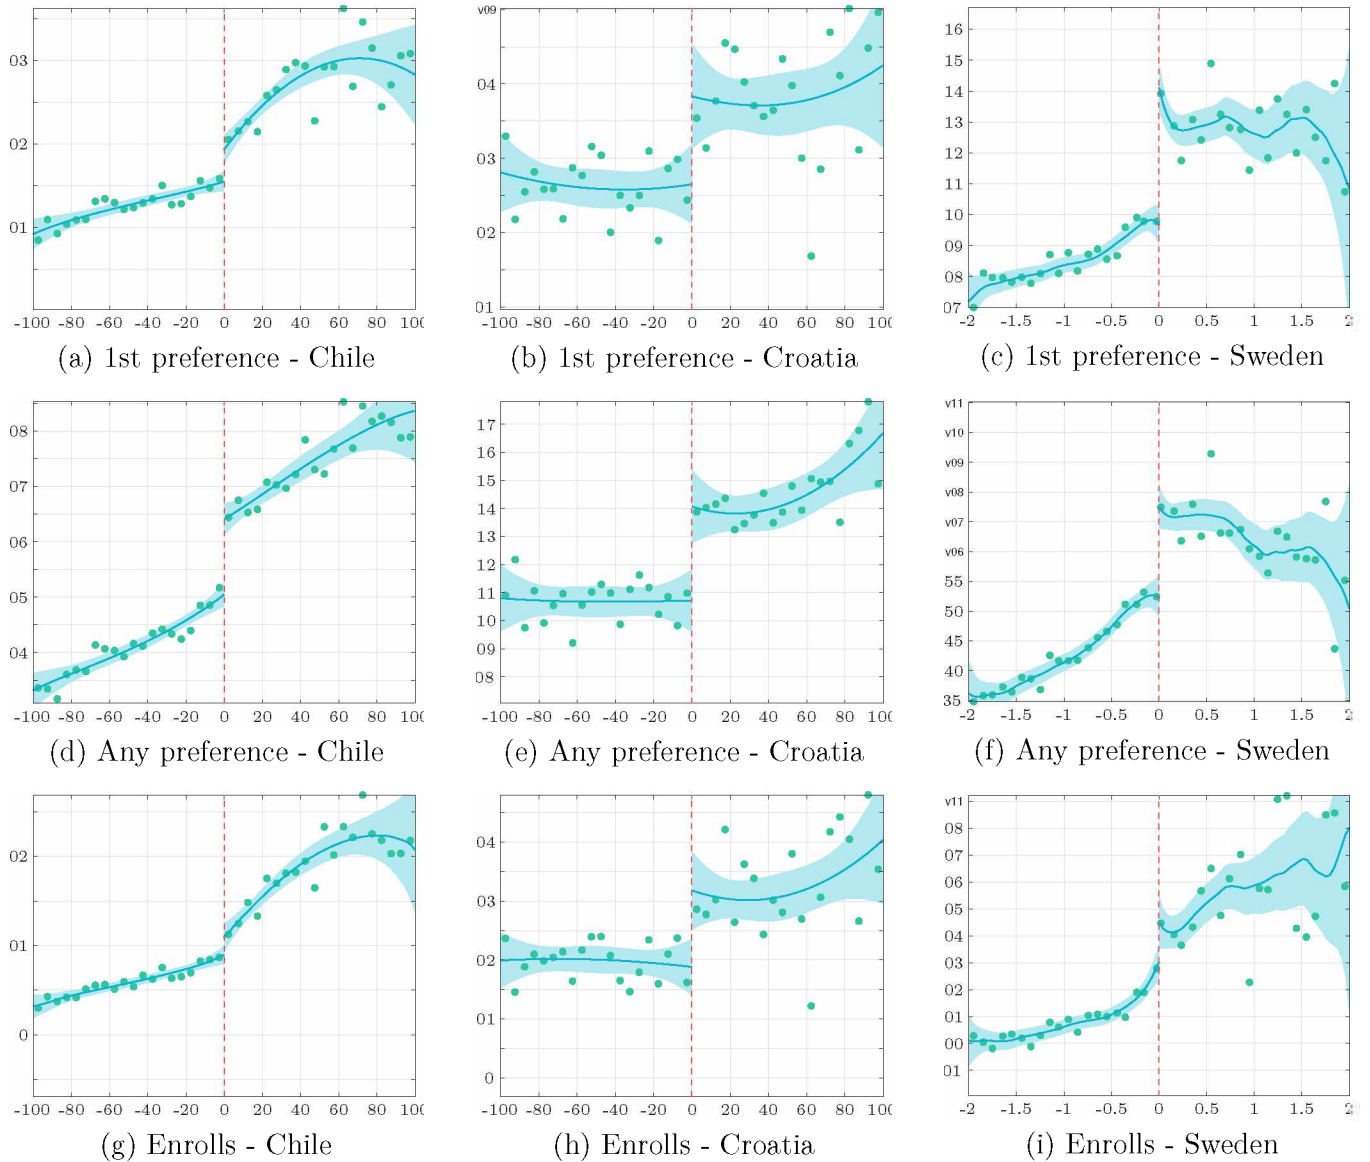 03
02
01
-100 -80 -60 -40 -20 0 20 40 60 80 100
(a) 1st preference - Chile
v09
04
03
02
01
-100 -80 -60 -40 -20 0 20 40 60 80 100
(b) 1st preference - Croatia
16
14
13
12
11
10
09
08
07
-2 -1.5 -1 -0.5 0 0.5 1 1.5 2
(c) 1st preference - Sweden
08
07
06
05
04
-100 -80 -60 -40 -20 0 20 40 60 80 100
(d) Any preference - Chile
17
16
15
14
13
12
11
10
09
08
-100 -80 -60 -40 -20 0 20 40 60 80 100
(e) Any preference - Croatia
v11
v10
v09
v08
v07
v06
55
50
45
40
35
-2 -1.5 -1 -0.5 0 0.5 1 1.5 2
(f) Any preference - Sweden
02
01
0
-100 -80 -60 -40 -20 0 20 40 60 80 100
(g) Enrolls - Chile
04
03
02
01
0
-100 -80 -60 -40 -20 0 20 40 60 80 100
(h) Enrolls - Croatia
v11
08
07
06
05
04
03
02
01
00
01
-2 -1.5 -1 -0.5 0 0.5 1 1.5 2
(i) Enrolls - Sweden